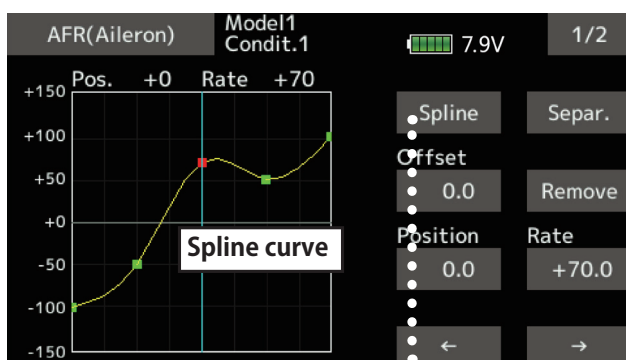 AFR(Aileron) Model1 Condit.1 7.9V 1/2
Pos. +0 Rate +70
+150
+100
+50
+0
-50
-100
-150
Spline curve
Spline Separ.
Offset
0.0 Remove
Position Rate
0.0 +70.0
← →